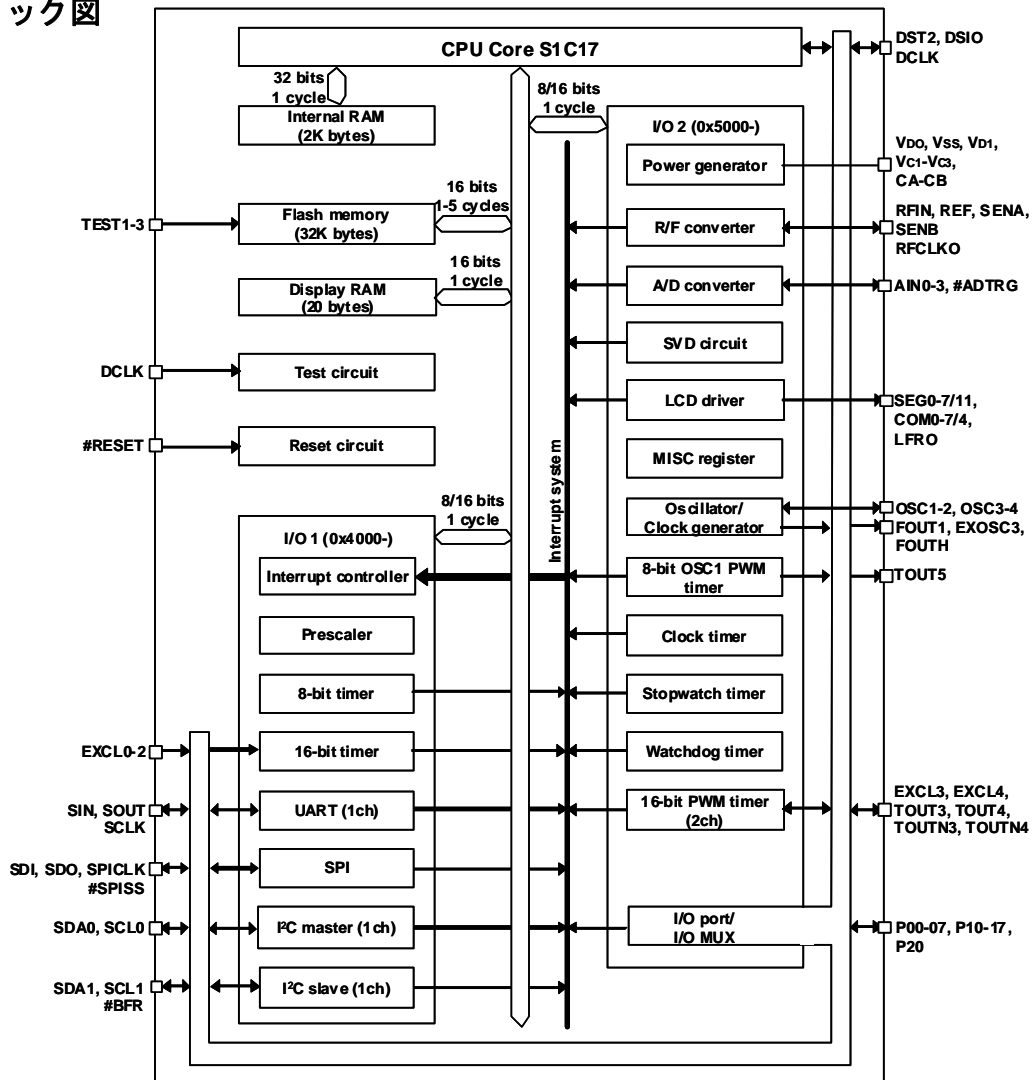 ック図
CPU Core S1C17
DST2, DSIO
DCLK
32 bits
1 cycle
Internal RAM
(2K bytes)
8/16 bits
1 cycle
I/O 2 (0x5000-)
Power generator
VDO, VSS, VD1,
VC1-VC3,
CA-CB
TEST1-3
Flash memory
(32K bytes)
16 bits
1-5 cycles
R/F converter
RFIN, REF, SENA,
SENB
RFCLKO
Display RAM
(20 bytes)
16 bits
1 cycle
A/D converter
AIN0-3, #ADTRG
SVD circuit
DCLK
Test circuit
LCD driver
SEG0-7/11,
COM0-7/4,
LFRO
#RESET
Reset circuit
Interrupt system
MISC register
8/16 bits
1 cycle
Oscillator/
Clock generator
OSC1-2, OSC3-4
FOUT1, EXOSC3,
FOUTH
I/O 1 (0x4000-)
Interrupt controller
8-bit OSC1 PWM
timer
TOUT5
Prescaler
Clock timer
8-bit timer
Stopwatch timer
EXCL0-2
16-bit timer
Watchdog timer
SIN, SOUT
SCLK
UART (1ch)
16-bit PWM timer
(2ch)
EXCL3, EXCL4,
TOUT3, TOUT4,
TOUTN3, TOUTN4
SDI, SDO, SPICLK
#SPISS
SPI
SDA0, SCL0
I²C master (1ch)
I/O port/
I/O MUX
P00-07, P10-17,
P20
SDA1, SCL1
#BFR
I²C slave (1ch)